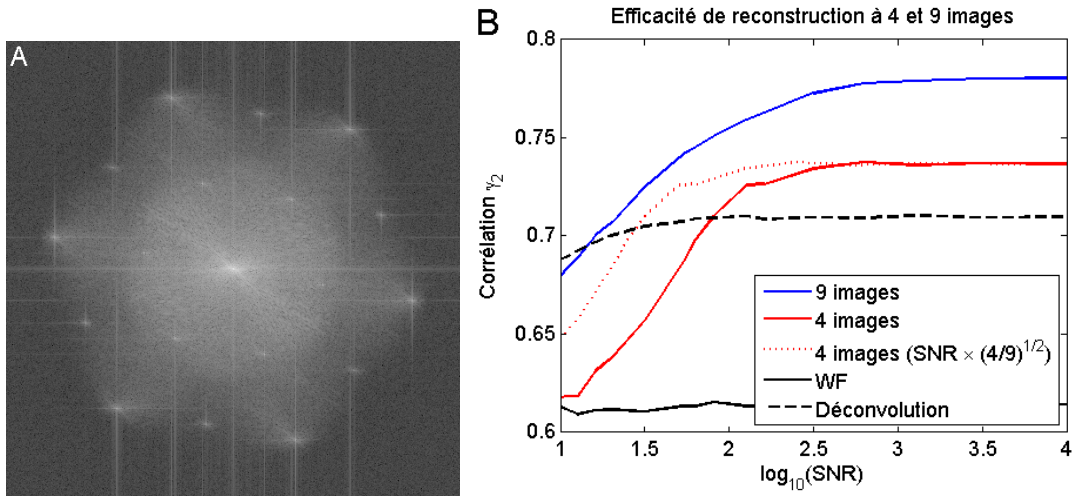 A
B
Efficacité de reconstruction à 4 et 9 images
0.8
0.75
0.7
0.65
0.6
Corrélation γ2
1
1.5
2
2.5
3
3.5
4
log10(SNR)
9 images
4 images
4 images (SNR × (4/9)1/2)
WF
Déconvolution